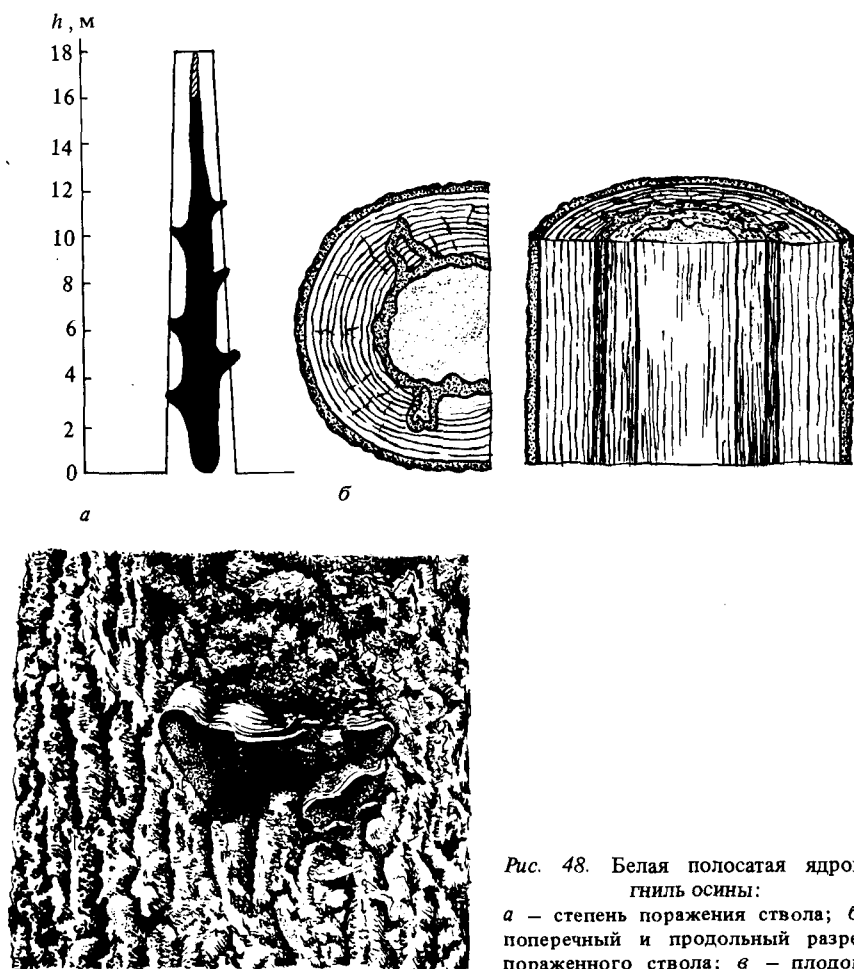 h, м
18
16
14
12
10
8
6
4
2
0
а
б
Рис. 48. Белая полосатая ядро
гниль осины:
а — степень поражения ствола; б
поперечный и продольный разре
пораженного ствола; в — плодо